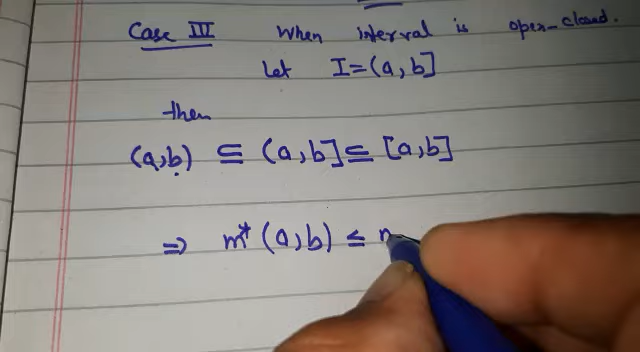 Case III When interval is open-closed.
Let I=(a,b]
then
(a,b) ⊆ (a,b] ⊆ [a,b]
⇒ m*(a,b) ≤ m